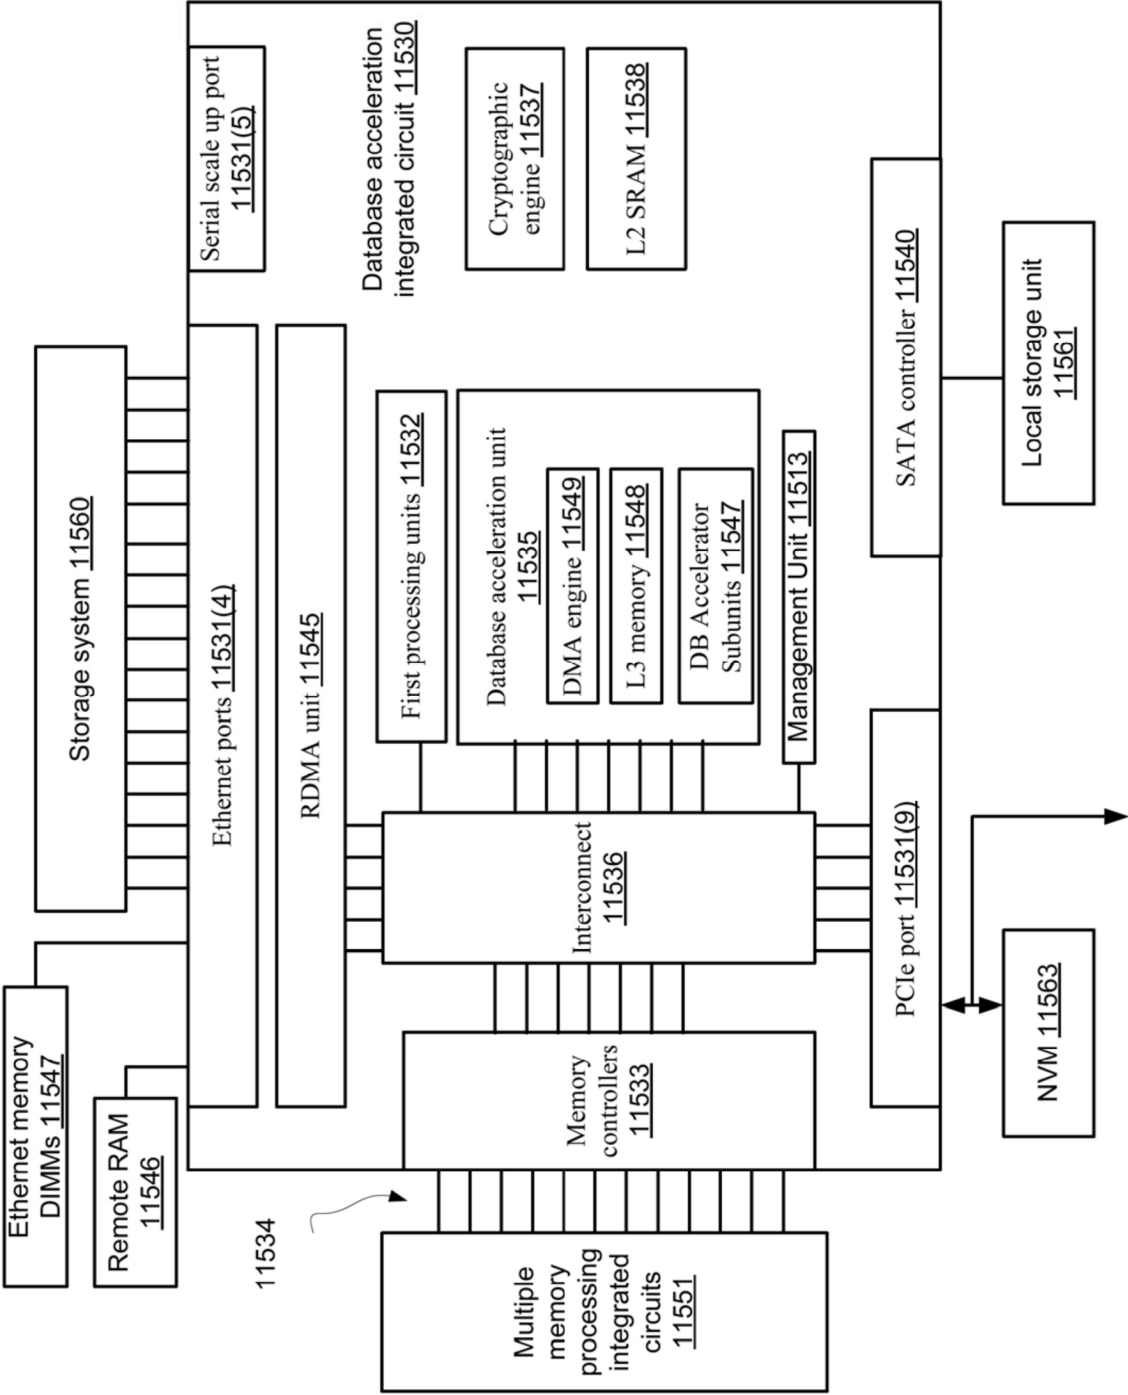 Ethernet memory
DIMMs 11547
Remote RAM
11546
Storage system 11560
Serial scale up port
11531(5)
Ethernet ports 11531(4)
RDMA unit 11545
Database acceleration
integrated circuit 11530
11534
First processing units 11532
Cryptographic
engine 11537
L2 SRAM 11538
Database acceleration unit
11535
DMA engine 11549
L3 memory 11548
DB Accelerator
Subunits 11547
Management Unit 11513
Multiple
memory
processing
integrated
circuits
11551
Memory
controllers
11533
Interconnect
11536
PCIe port 11531(9)
SATA controller 11540
NVM 11563
Local storage unit
11561